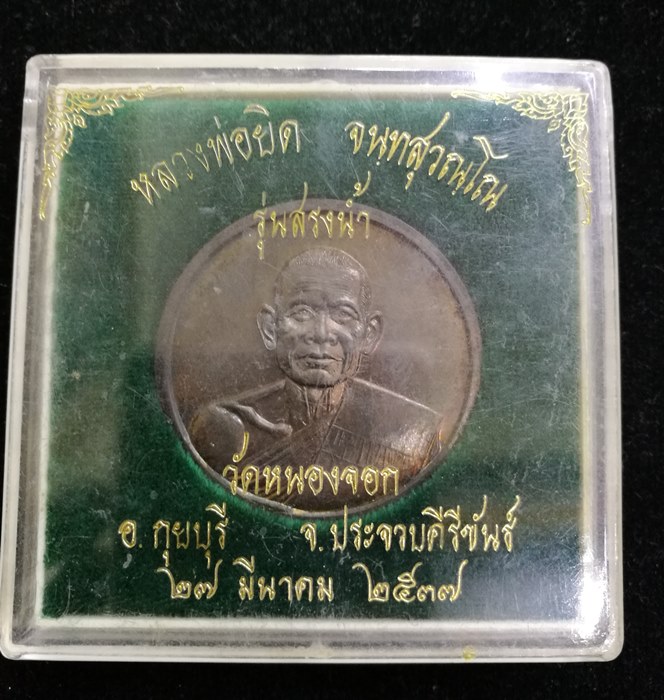 หลวงพ่อยิด จนฺทสุวณฺโณ
รุ่นสรงน้ำ
วัดหนองจอก
อ. กุยบุรี จ. ประจวบคีรีขันธ์
๒๗ มีนาคม ๒๕๓๗